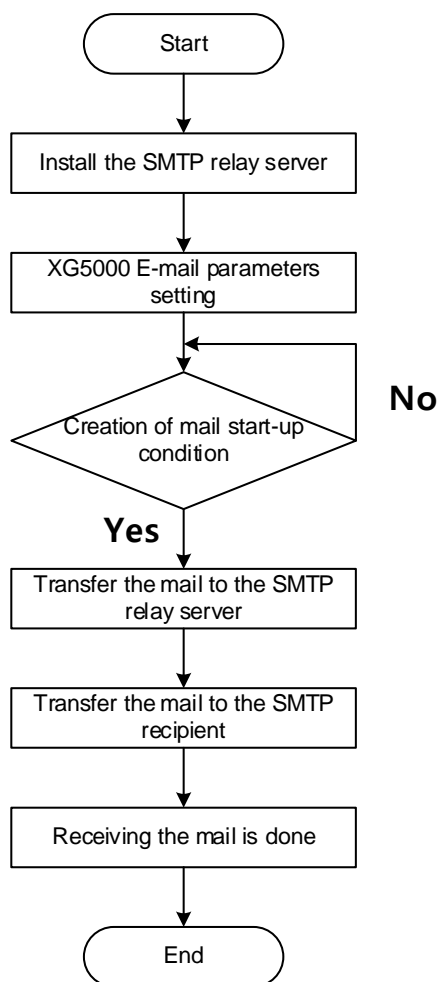 Start
Install the SMTP relay server
XG5000 E-mail parameters
setting
Creation of mail start-up
condition
No
Yes
Transfer the mail to the SMTP
relay server
Transfer the mail to the SMTP
recipient
Receiving the mail is done
End